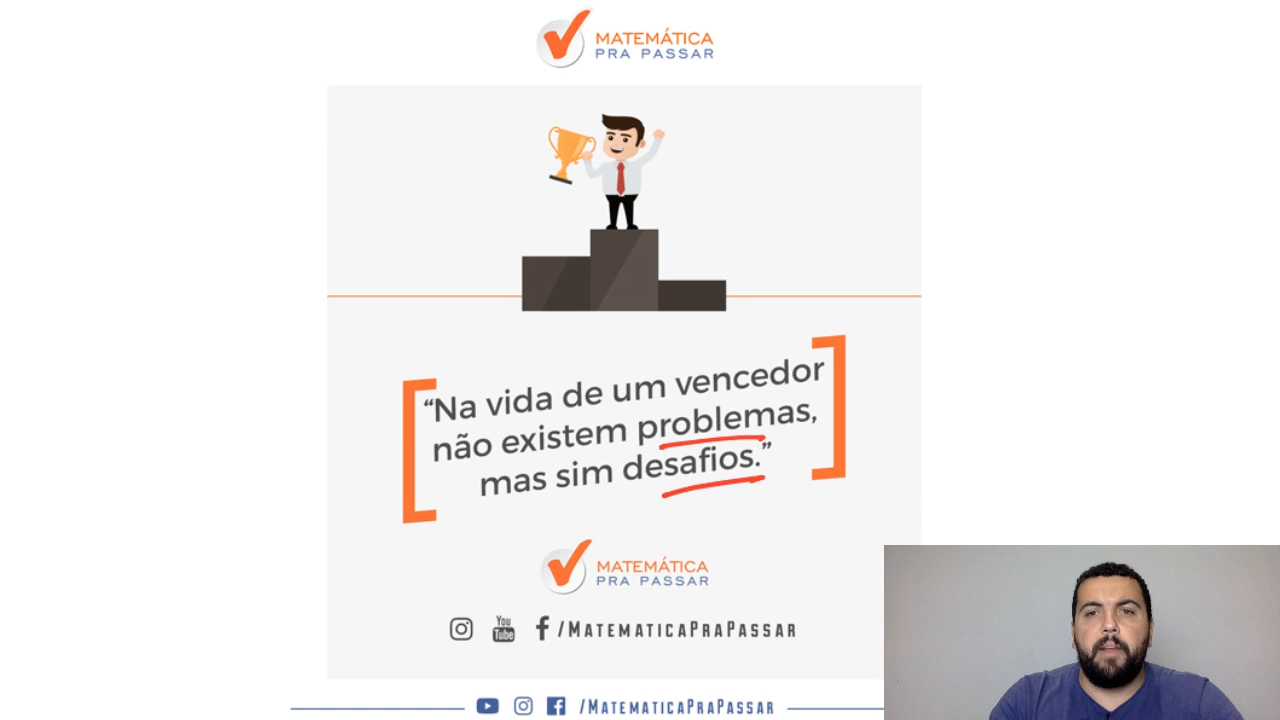 MATEMÁTICA
PRA PASSAR
“Na vida de um vencedor
não existem problemas,
mas sim desafios.”
MATEMÁTICA
PRA PASSAR
You
Tube
/MATEMATICAPRAPASSAR
/MATEMATICAPRAPASSAR